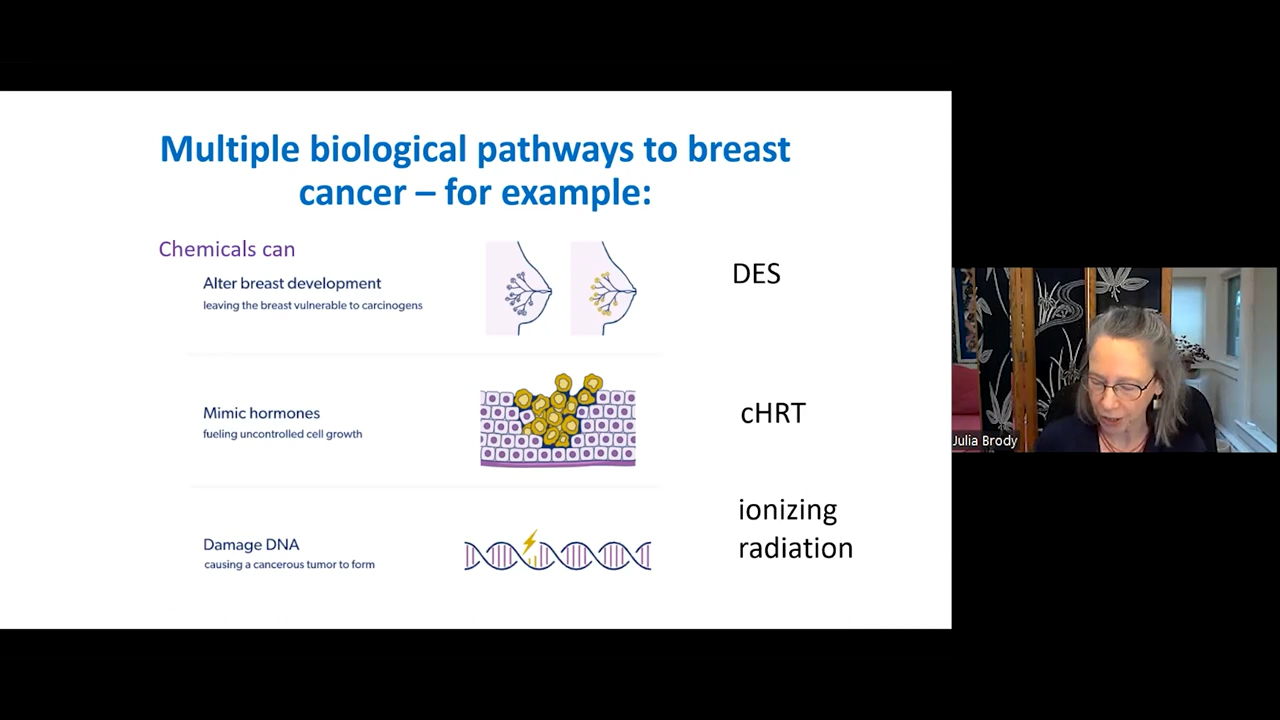 Multiple biological pathways to breast
cancer – for example:
Chemicals can
Alter breast development
leaving the breast vulnerable to carcinogens
DES
Mimic hormones
fueling uncontrolled cell growth
cHRT
Damage DNA
causing a cancerous tumor to form
ionizing
radiation
Julia Brody